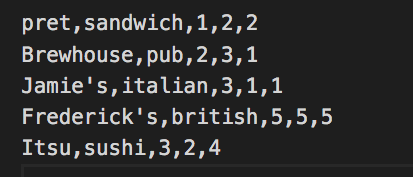 pret,sandwich,1,2,2
Brewhouse,pub,2,3,1
Jamie's,italian,3,1,1
Frederick's,british,5,5,5
Itsu,sushi,3,2,4